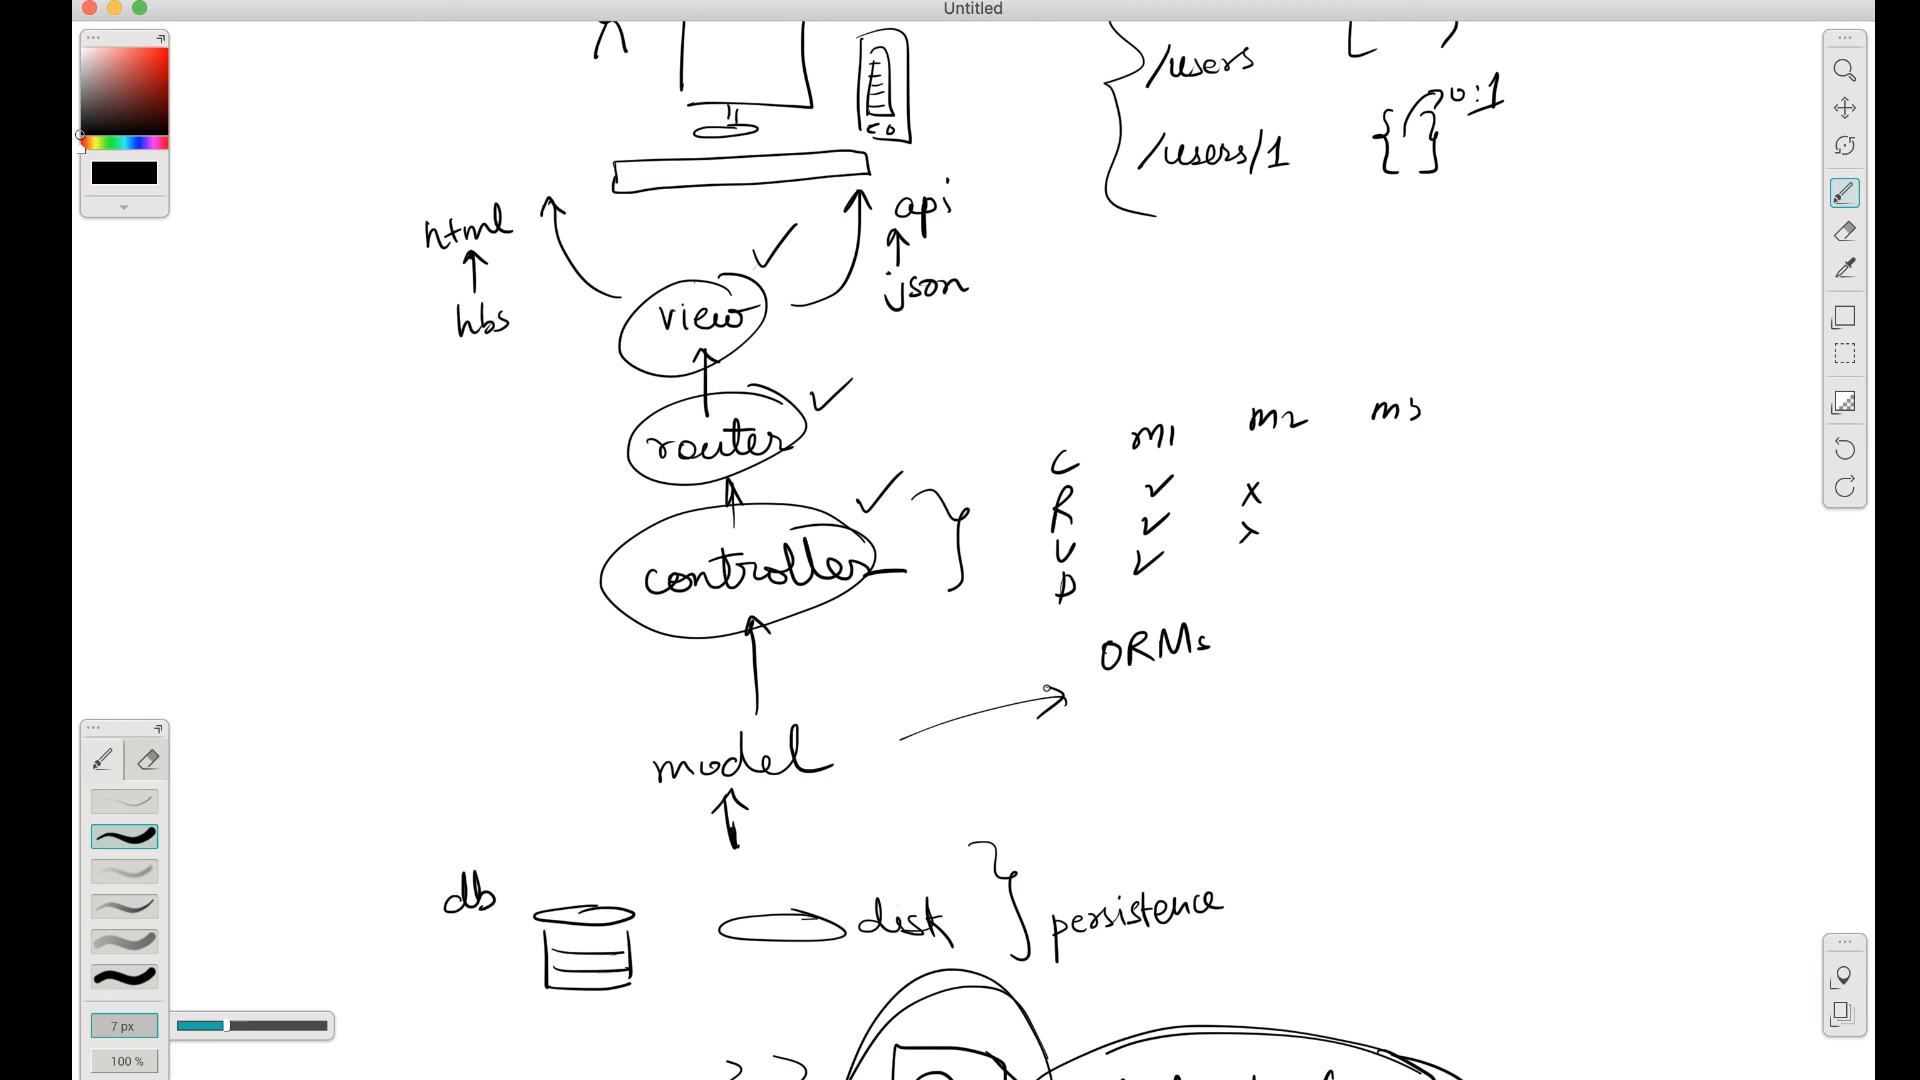 Untitled
/users
0:1
/users/1
{ }
CD
html
api
json
hbs
view
router
controller
m1 m2 m3
C
R ✓ x
U ✓ x
D ✓
ORMs
model
db
disk
persistence
7 px
100 %